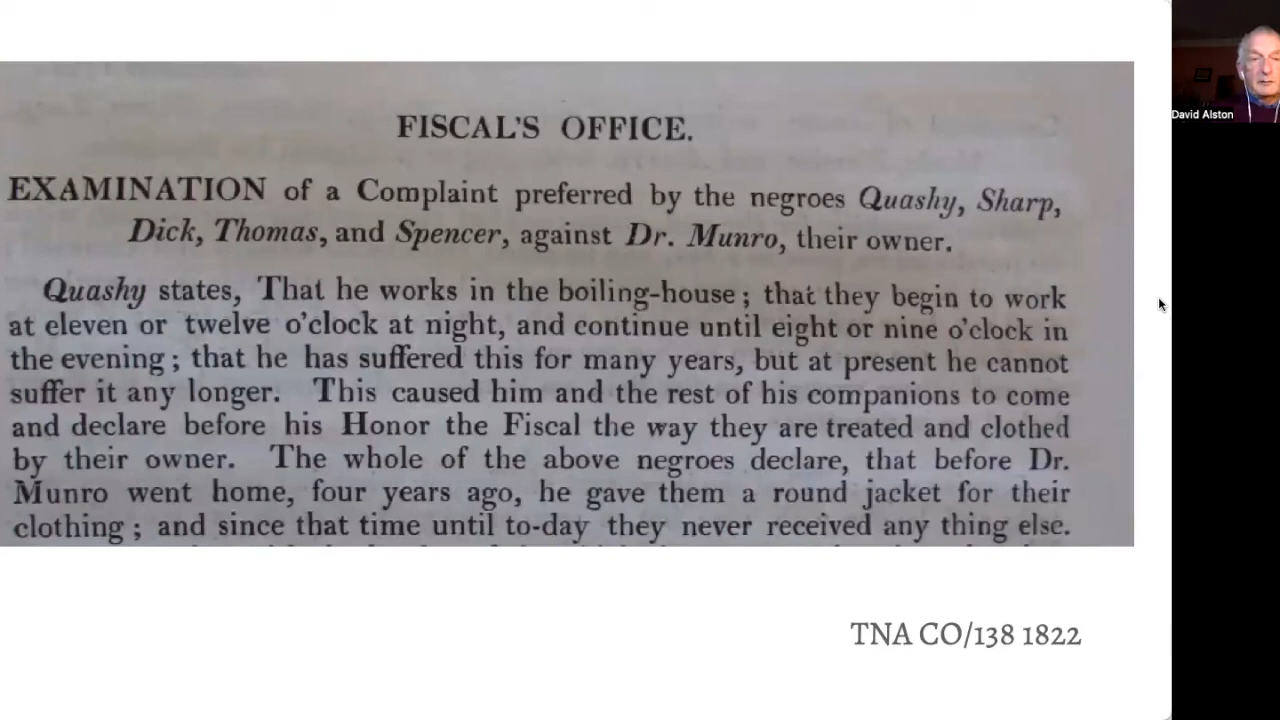 FISCAL'S OFFICE.
EXAMINATION of a Complaint preferred by the negroes Quashy, Sharp,
Dick, Thomas, and Spencer, against Dr. Munro, their owner.
Quashy states, That he works in the boiling-house; that they begin to work
at eleven or twelve o'clock at night, and continue until eight or nine o'clock in
the evening; that he has suffered this for many years, but at present he cannot
suffer it any longer. This caused him and the rest of his companions to come
and declare before his Honor the Fiscal the way they are treated and clothed
by their owner. The whole of the above negroes declare, that before Dr.
Munro went home, four years ago, he gave them a round jacket for their
clothing; and since that time until to-day they never received any thing else.
TNA CO/138 1822
David Alston